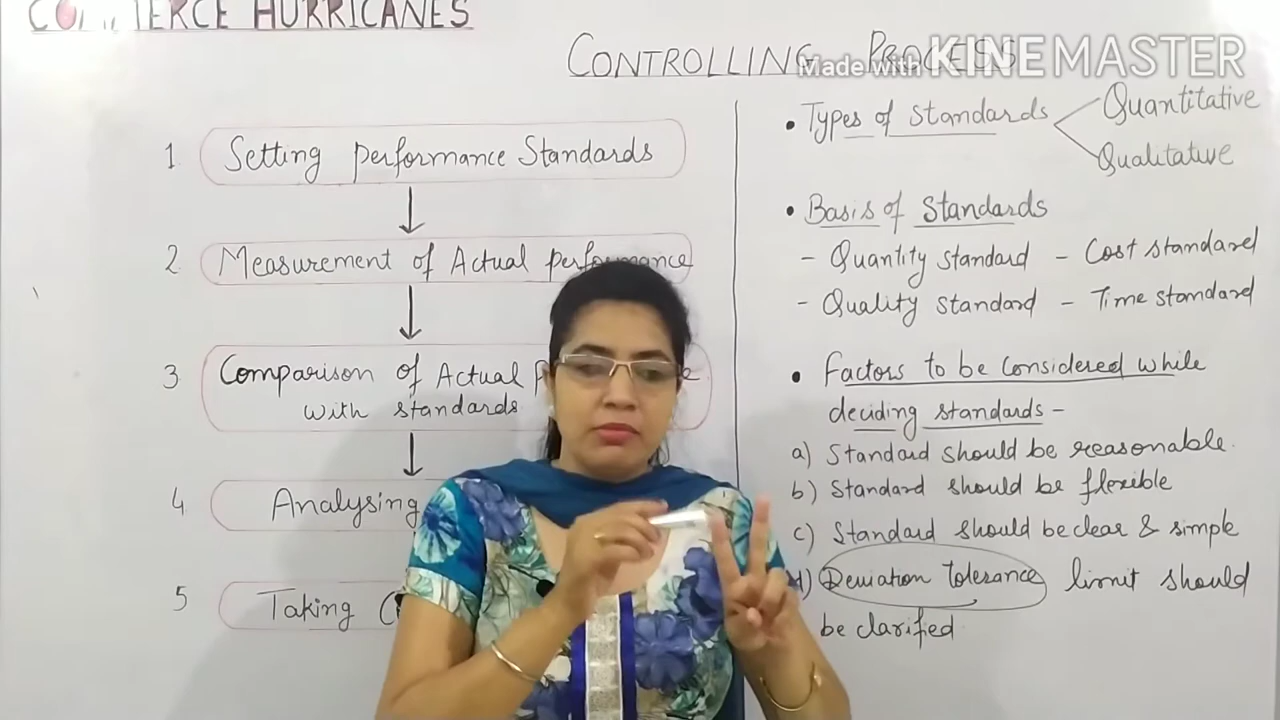 COMMERCE HURRICANES
CONTROLLING PROCESS
Made with KINEMASTER
1. Setting performance Standards
2. Measurement of Actual performance
3. Comparison of Actual
with standards
4. Analysing
5. Taking
• Types of Standards
Quantitative
Qualitative
• Basis of Standards
- Quantity standard - Cost standard
- Quality standard - Time standard
• Factors to be Considered while
deciding standards -
a) Standard should be reasonable.
b) Standard should be flexible
c) Standard should be clear & simple
d) Deviation tolerance limit should
be clarified